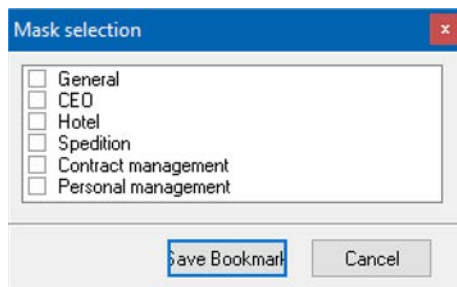 Mask selection
x
General
CEO
Hotel
Spedition
Contract management
Personal management
Save Bookmark
Cancel